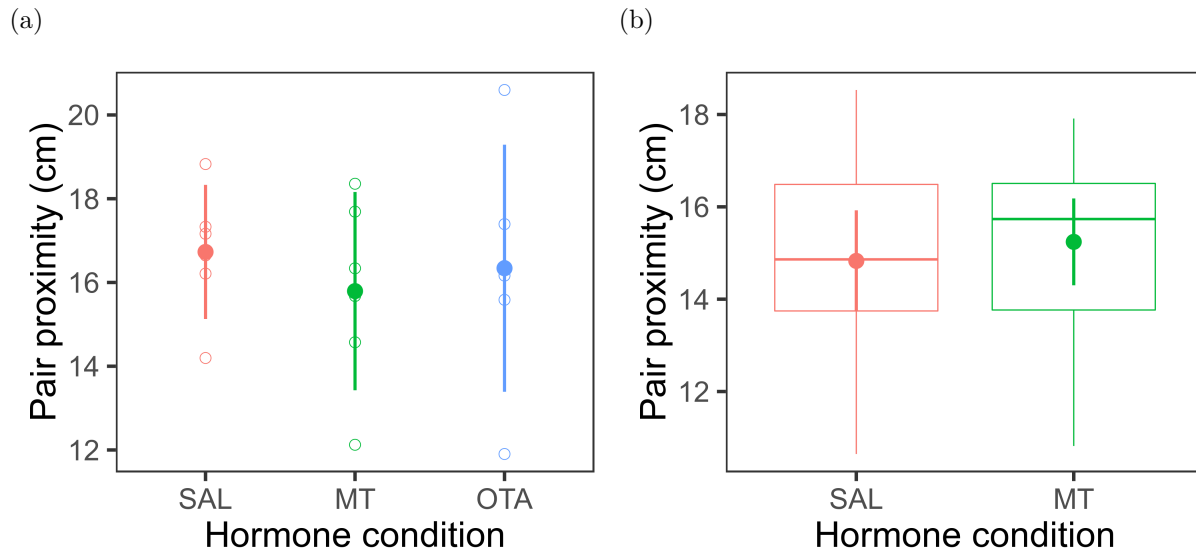 (a)
Pair proximity (cm)
20
18
16
14
12
SAL MT OTA
Hormone condition
(b)
Pair proximity (cm)
18
16
14
12
SAL MT
Hormone condition